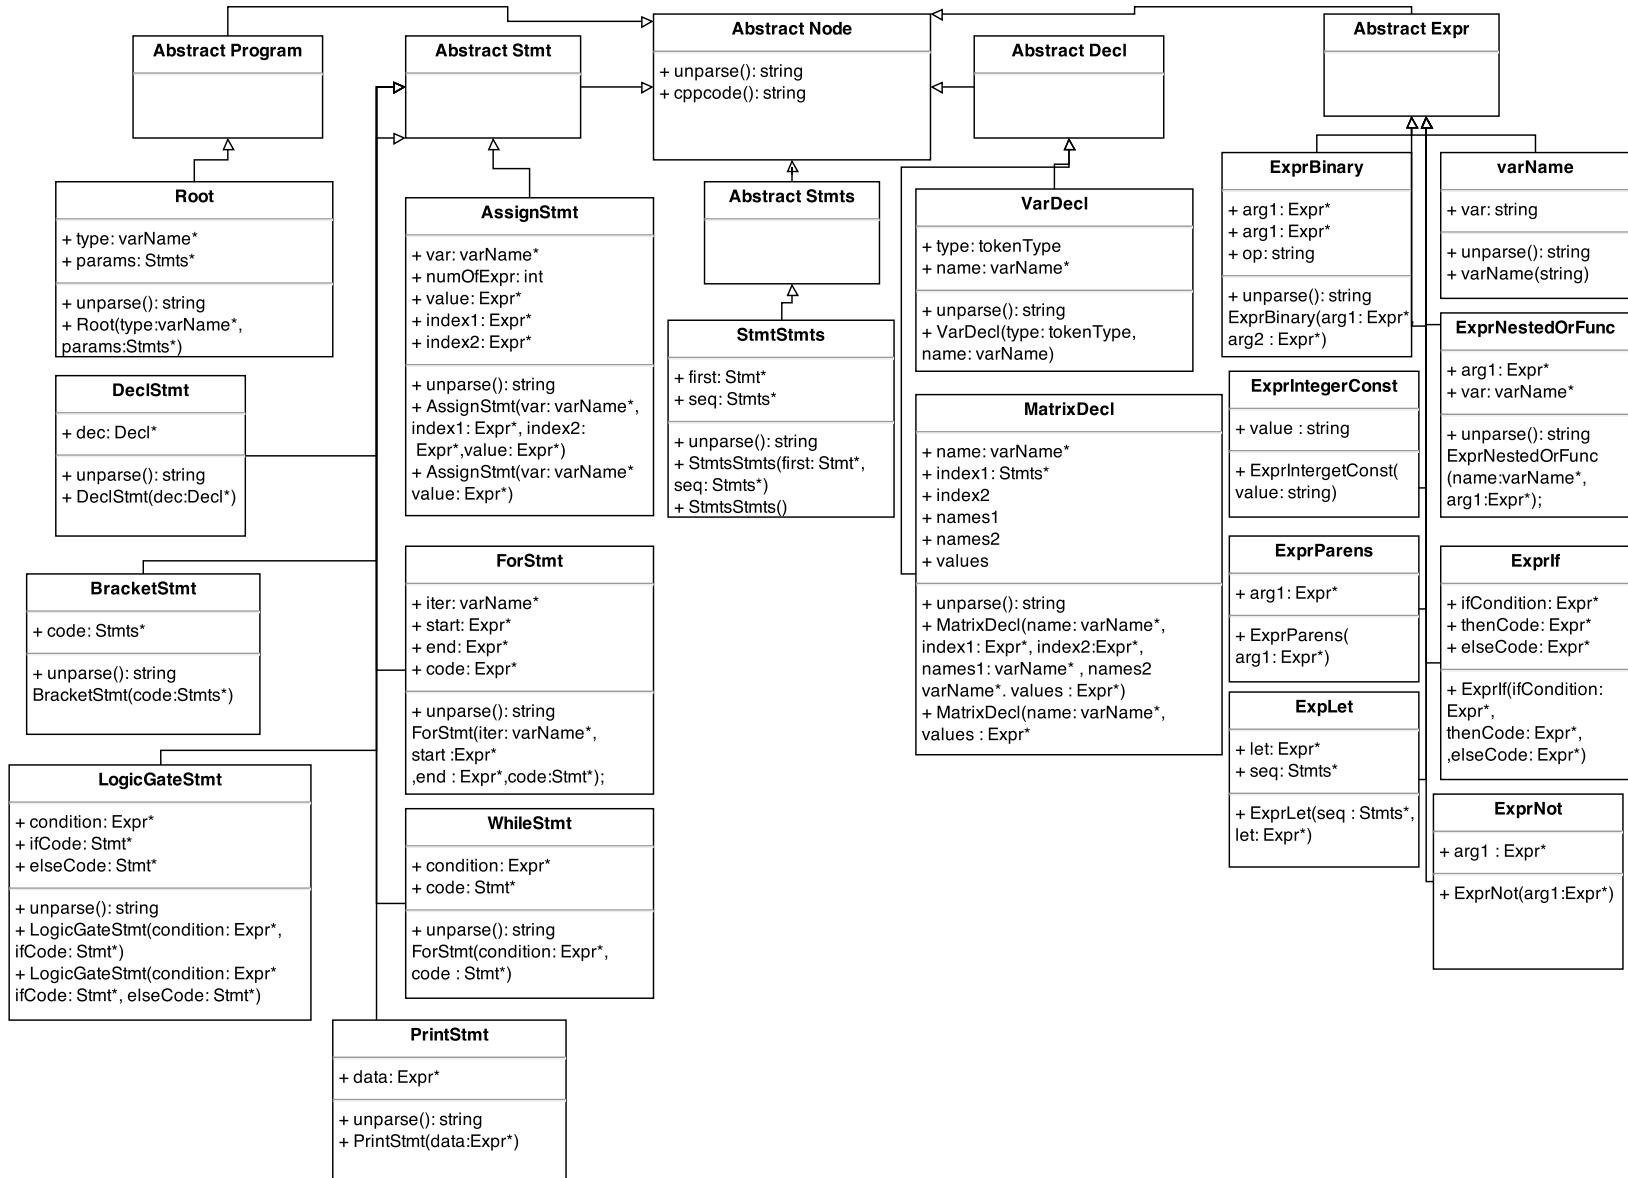 Abstract Program
Abstract Stmt
Abstract Node
+ unparse(): string
+ cppcode(): string
Abstract Decl
Abstract Expr
Root
+ type: varName*
+ params: Stmts*
+ unparse(): string
+ Root(type:varName*,
params:Stmts*)
AssignStmt
+ var: varName*
+ numOfExpr: int
+ value: Expr*
+ index1: Expr*
+ index2: Expr*
+ unparse(): string
+ AssignStmt(var: varName*,
index1: Expr*, index2:
Expr*,value: Expr*)
+ AssignStmt(var: varName*
value: Expr*)
Abstract Stmts
StmtStmts
+ first: Stmt*
+ seq: Stmts*
+ unparse(): string
+ StmtsStmts(first: Stmt*,
seq: Stmts*)
+ StmtsStmts()
VarDecl
+ type: tokenType
+ name: varName*
+ unparse(): string
+ VarDecl(type: tokenType,
name: varName)
ExprBinary
+ arg1: Expr*
+ arg1: Expr*
+ op: string
+ unparse(): string
ExprBinary(arg1: Expr*
arg2 : Expr*)
varName
+ var: string
+ unparse(): string
+ varName(string)
ExprNestedOrFunc
+ arg1: Expr*
+ var: varName*
+ unparse(): string
ExprNestedOrFunc
(name:varName*,
arg1:Expr*);
DeclStmt
+ dec: Decl*
+ unparse(): string
+ DeclStmt(dec:Decl*)
MatrixDecl
+ name: varName*
+ index1: Stmts*
+ index2
+ names1
+ names2
+ values
+ unparse(): string
+ MatrixDecl(name: varName*,
index1: Expr*, index2:Expr*,
names1: varName* , names2
varName*. values : Expr*)
+ MatrixDecl(name: varName*,
values : Expr*
ExprIntegerConst
+ value : string
+ ExprIntergetConst(
value: string)
BracketStmt
+ code: Stmts*
+ unparse(): string
BracketStmt(code:Stmts*)
ForStmt
+ iter: varName*
+ start: Expr*
+ end: Expr*
+ code: Expr*
+ unparse(): string
ForStmt(iter: varName*,
start :Expr*
,end : Expr*,code:Stmt*);
ExprParens
+ arg1: Expr*
+ ExprParens(
arg1: Expr*)
ExprIf
+ ifCondition: Expr*
+ thenCode: Expr*
+ elseCode: Expr*
+ ExprIf(ifCondition:
Expr*,
thenCode: Expr*,
,elseCode: Expr*)
ExpLet
+ let: Expr*
+ seq: Stmts*
+ ExprLet(seq : Stmts*,
let: Expr*)
LogicGateStmt
+ condition: Expr*
+ ifCode: Stmt*
+ elseCode: Stmt*
+ unparse(): string
+ LogicGateStmt(condition: Expr*,
ifCode: Stmt*)
+ LogicGateStmt(condition: Expr*
ifCode: Stmt*, elseCode: Stmt*)
WhileStmt
+ condition: Expr*
+ code: Stmt*
+ unparse(): string
ForStmt(condition: Expr*,
code : Stmt*)
ExprNot
+ arg1 : Expr*
+ ExprNot(arg1:Expr*)
PrintStmt
+ data: Expr*
+ unparse(): string
+ PrintStmt(data:Expr*)